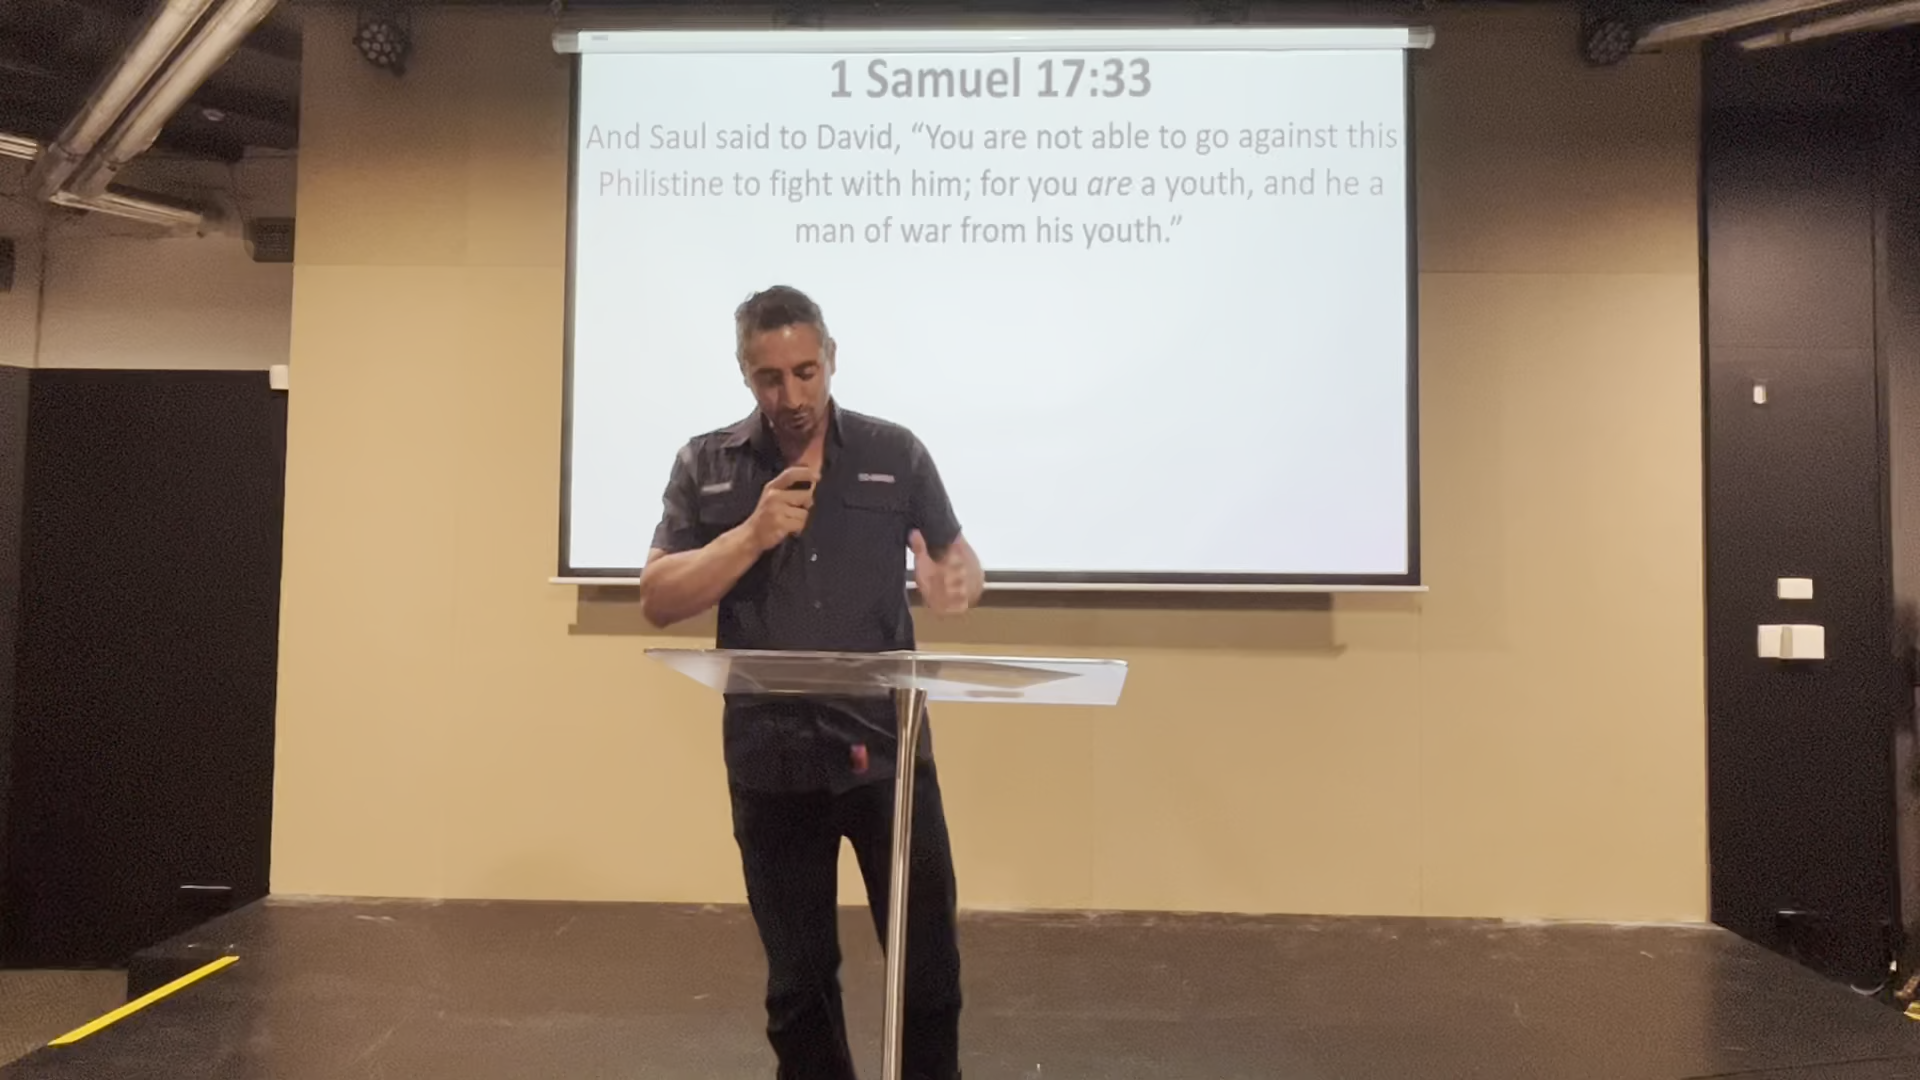 1 Samuel 17:33
And Saul said to David, “You are not able to go against this
Philistine to fight with him; for you are a youth, and he a
man of war from his youth.”